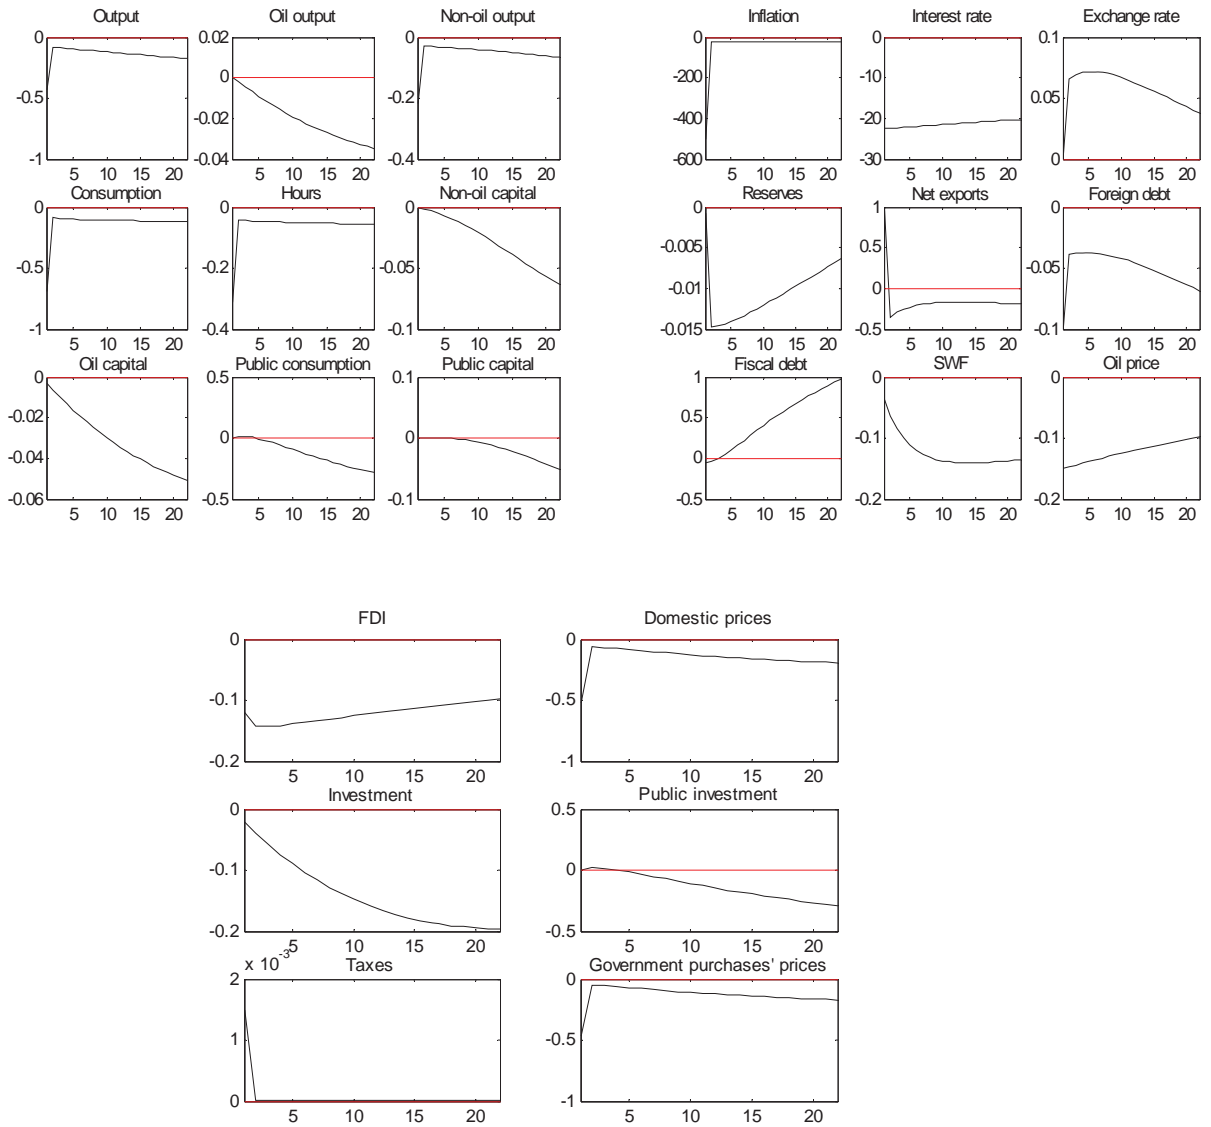 Output Oil output Non-oil output Inflation Interest rate Exchange rate
0 0.02 0 0 0 0.1
-0.5 0 -0.2 -200 -10 0.05
-0.02 -400 -20
-1 -0.04 -0.4 -600 -30 0
5 10 15 20 5 10 15 20 5 10 15 20 5 10 15 20 5 10 15 20 5 10 15 20
Consumption Hours Non-oil capital Reserves Net exports Foreign debt
0 0 0 0 1 0
-0.5 -0.2 -0.05 -0.005 0.5 -0.05
-0.01 0
-1 -0.4 -0.1 -0.015 -0.5 -0.1
5 10 15 20 5 10 15 20 5 10 15 20 5 10 15 20 5 10 15 20 5 10 15 20
Oil capital Public consumption Public capital Fiscal debt SWF Oil price
0 0.5 0.1 1 0 0
-0.02 0 0 0.5 -0.1 -0.1
-0.04 0
-0.06 -0.5 -0.1 -0.5 -0.2 -0.2
5 10 15 20 5 10 15 20 5 10 15 20 5 10 15 20 5 10 15 20 5 10 15 20
FDI Domestic prices
0 0
-0.1 -0.5
-0.2 -1
5 10 15 20 5 10 15 20
Investment Public investment
0 0.5
-0.1 0
-0.2 -0.5
5 10 15 20 5 10 15 20
x 10-3 Taxes Government purchases' prices
2 0
1 -0.5
0 -1
5 10 15 20 5 10 15 20